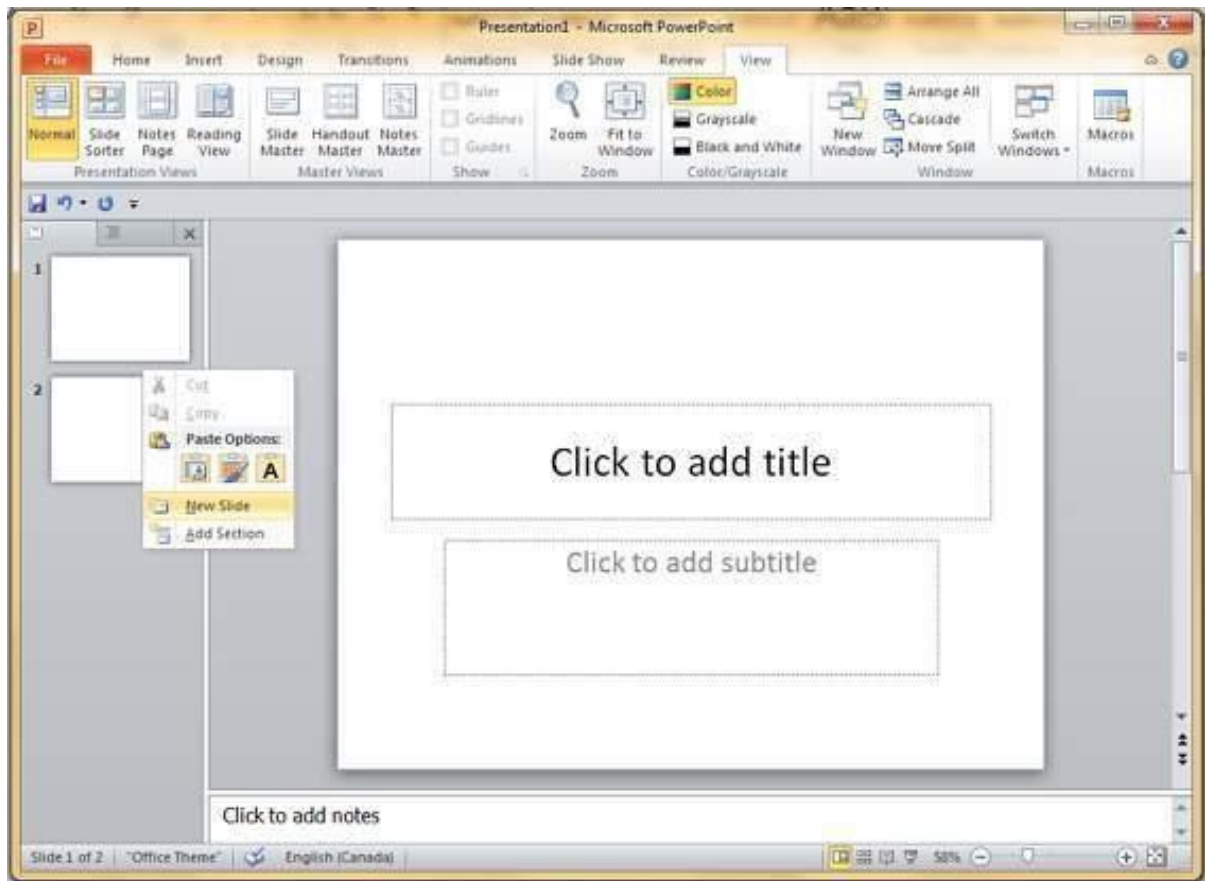 Presentation1 - Microsoft PowerPoint
File Home Insert Design Transitions Animations Slide Show Review View
Normal Slide Sorter Notes Page Reading View Slide Master Handout Master Notes Master Ruler Gridlines Guides Zoom Fit to Window Color Grayscale Black and White New Window Arrange All Cascade Move Split Switch Windows Macros
Presentation Views Master Views Show Zoom Color/Grayscale Window Macros
1
2
Cut
Copy
Paste Options:
A
New Slide
Add Section
Click to add title
Click to add subtitle
Click to add notes
Slide 1 of 2 "Office Theme" English (Canada) 58%